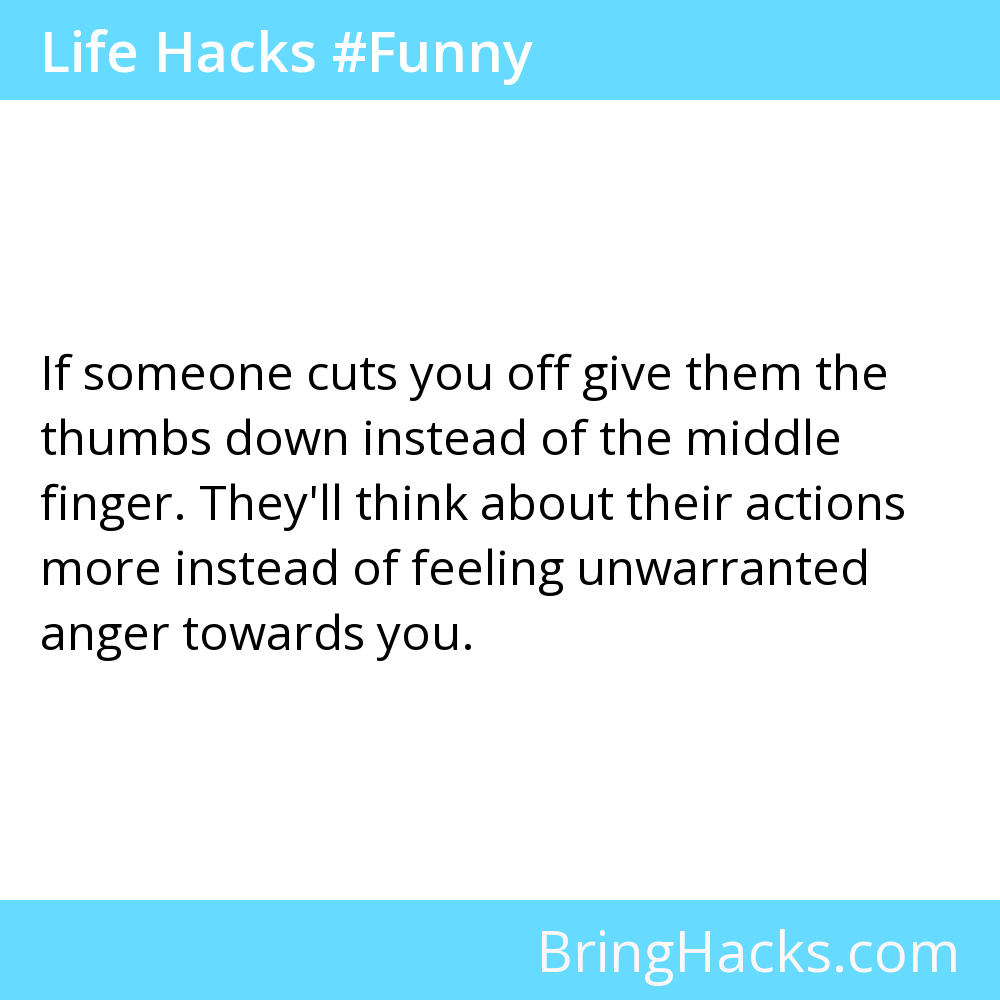 Life Hacks #Funny
If someone cuts you off give them the
thumbs down instead of the middle
finger. They'll think about their actions
more instead of feeling unwarranted
anger towards you.
BringHacks.com